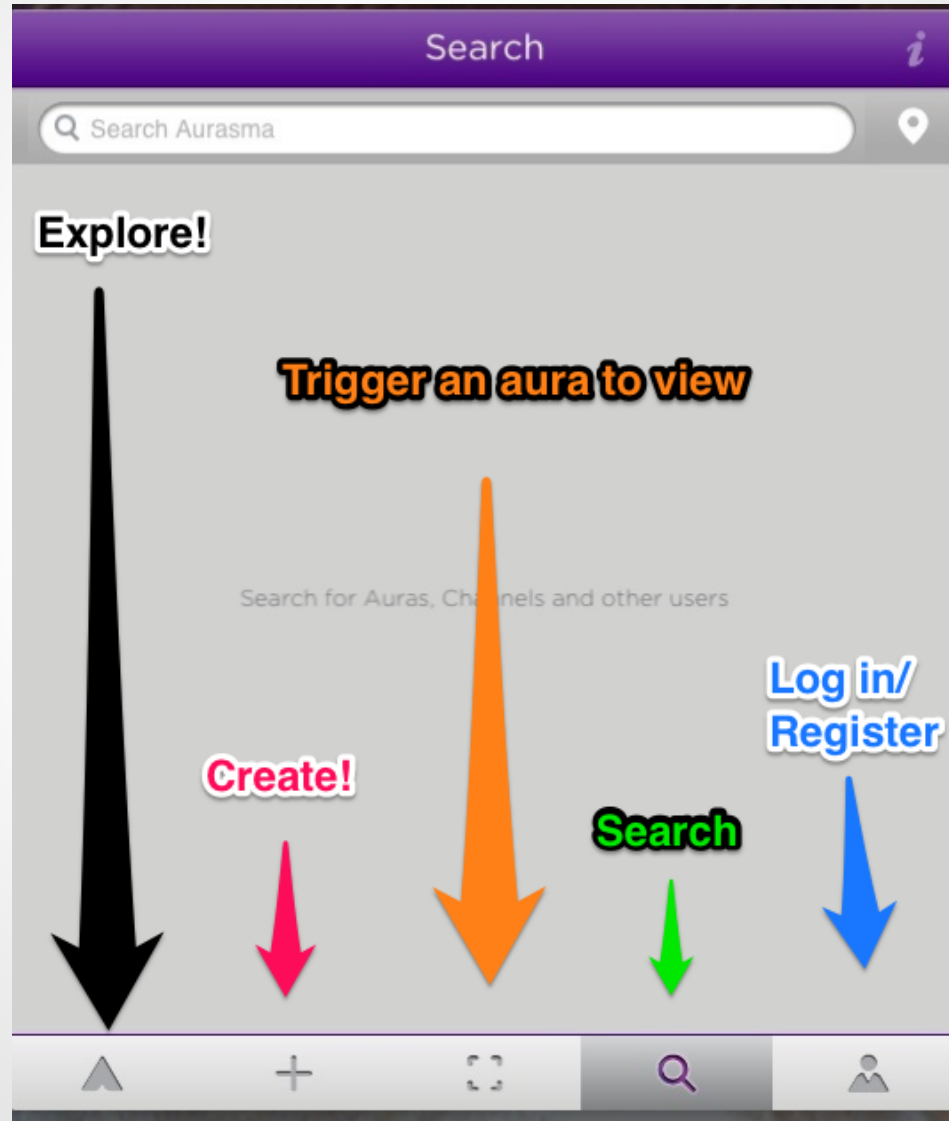 Search
i
Search Aurasma
Explore!
Trigger an aura to view
Search for Auras, Channels and other users
Log in/
Register
Create!
Search